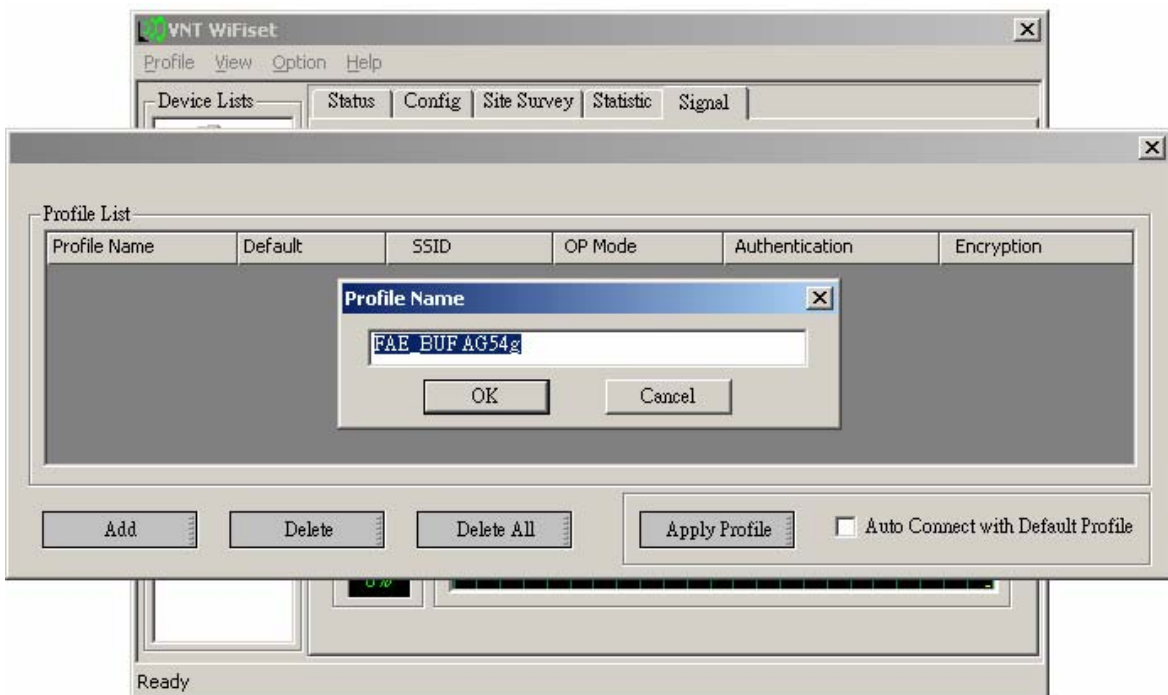 VNT WiFiset
Profile View Option Help
Device Lists
Status Config Site Survey Statistic Signal
Profile List
Profile Name Default SSID OP Mode Authentication Encryption
Profile Name
FAE_BUF AG54g
OK Cancel
Add Delete Delete All Apply Profile Auto Connect with Default Profile
0%
Ready